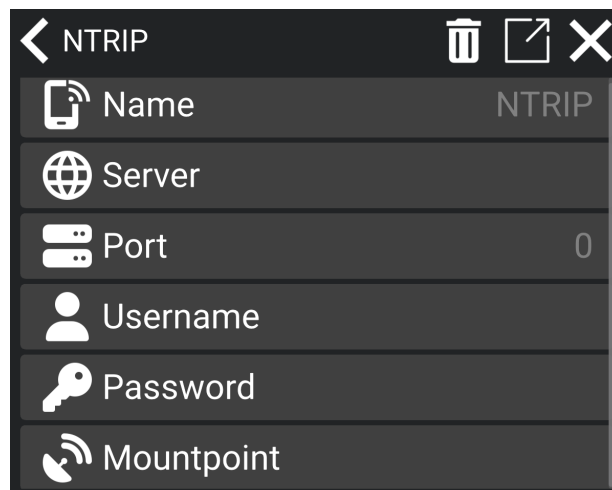 NTRIP
Name NTRIP
Server
Port 0
Username
Password
Mountpoint